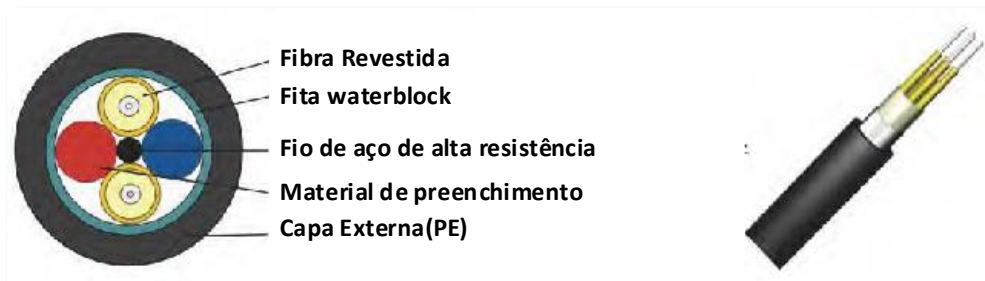 Fibra Revestida
Fita waterblock
Fio de aço de alta resistência
Material de preenchimento
Capa Externa(PE)